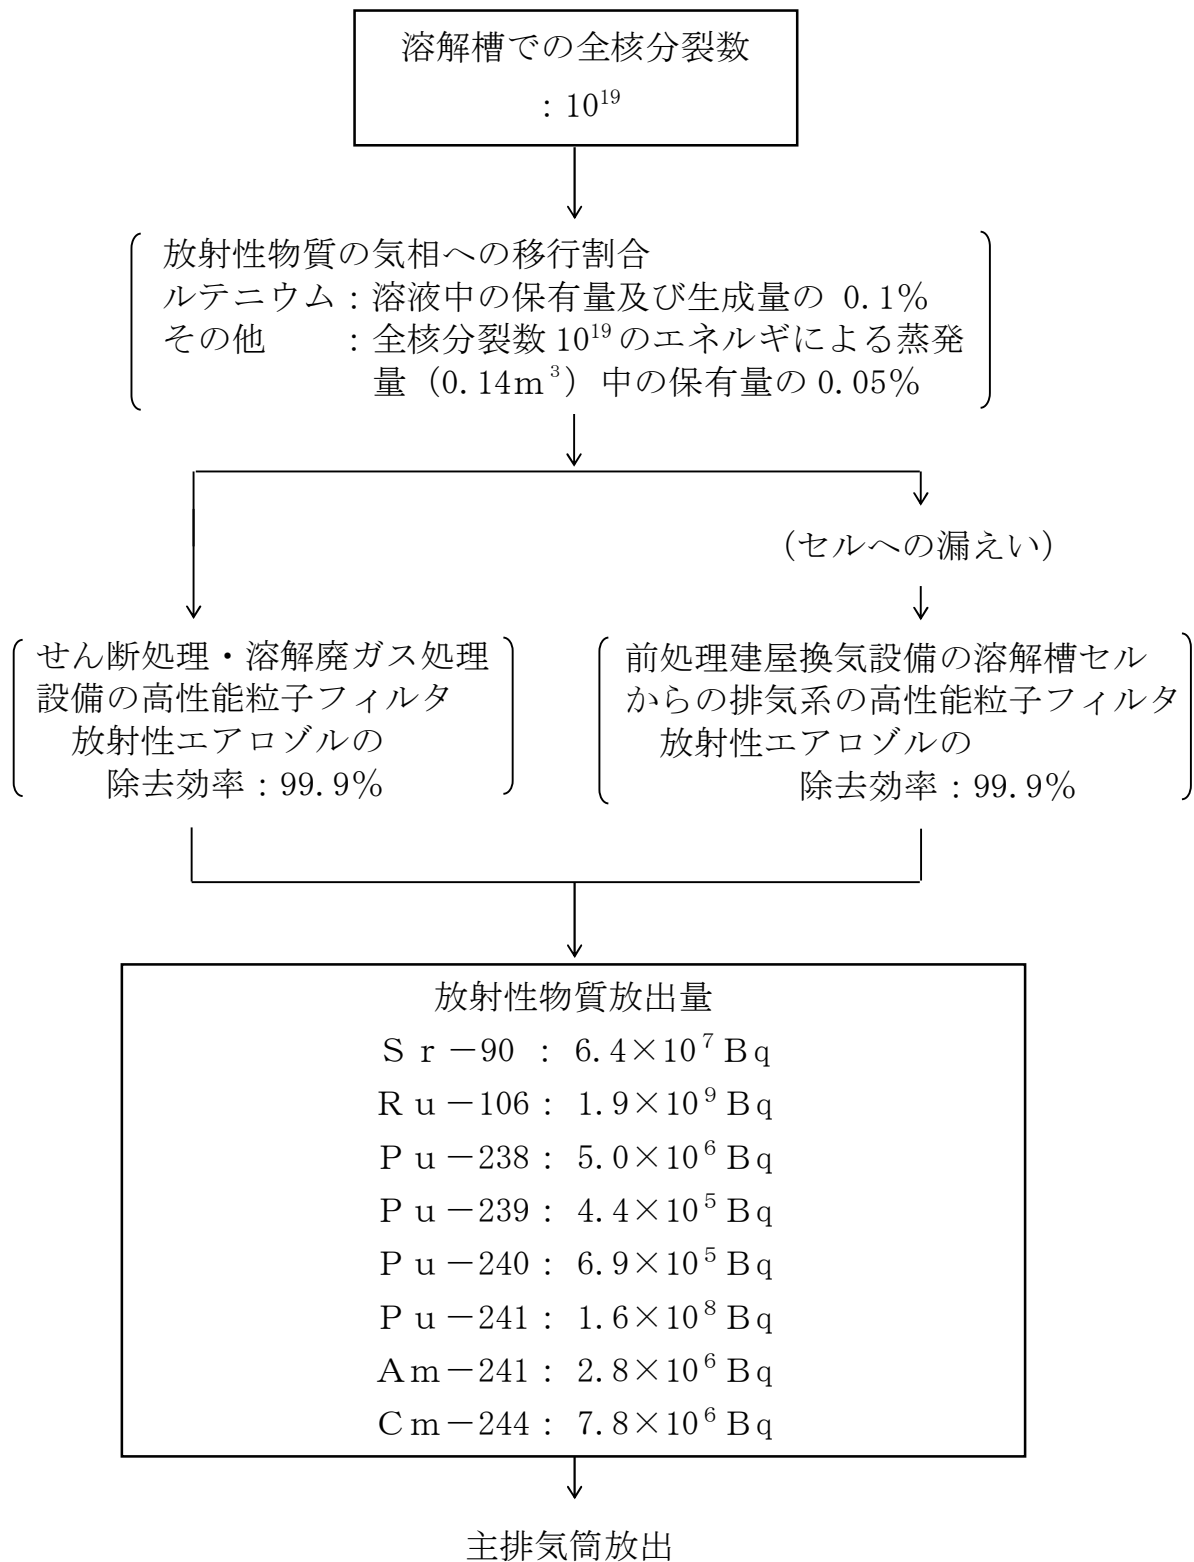 溶解槽での全核分裂数
：10¹⁹
放射性物質の気相への移行割合
ルテニウム：溶液中の保有量及び生成量の 0.1％
その他　　：全核分裂数 10¹⁹ のエネルギによる蒸発
量（0.14ｍ³）中の保有量の 0.05％
（セルへの漏えい）
せん断処理・溶解廃ガス処理
設備の高性能粒子フィルタ
放射性エアロゾルの
除去効率：99.9％
前処理建屋換気設備の溶解槽セル
からの排気系の高性能粒子フィルタ
放射性エアロゾルの
除去効率：99.9％
放射性物質放出量
Ｓｒ－90 ： 6.4×10⁷ Ｂｑ
Ｒｕ－106： 1.9×10⁹ Ｂｑ
Ｐｕ－238： 5.0×10⁶ Ｂｑ
Ｐｕ－239： 4.4×10⁵ Ｂｑ
Ｐｕ－240： 6.9×10⁵ Ｂｑ
Ｐｕ－241： 1.6×10⁸ Ｂｑ
Ａｍ－241： 2.8×10⁶ Ｂｑ
Ｃｍ－244： 7.8×10⁶ Ｂｑ
主排気筒放出